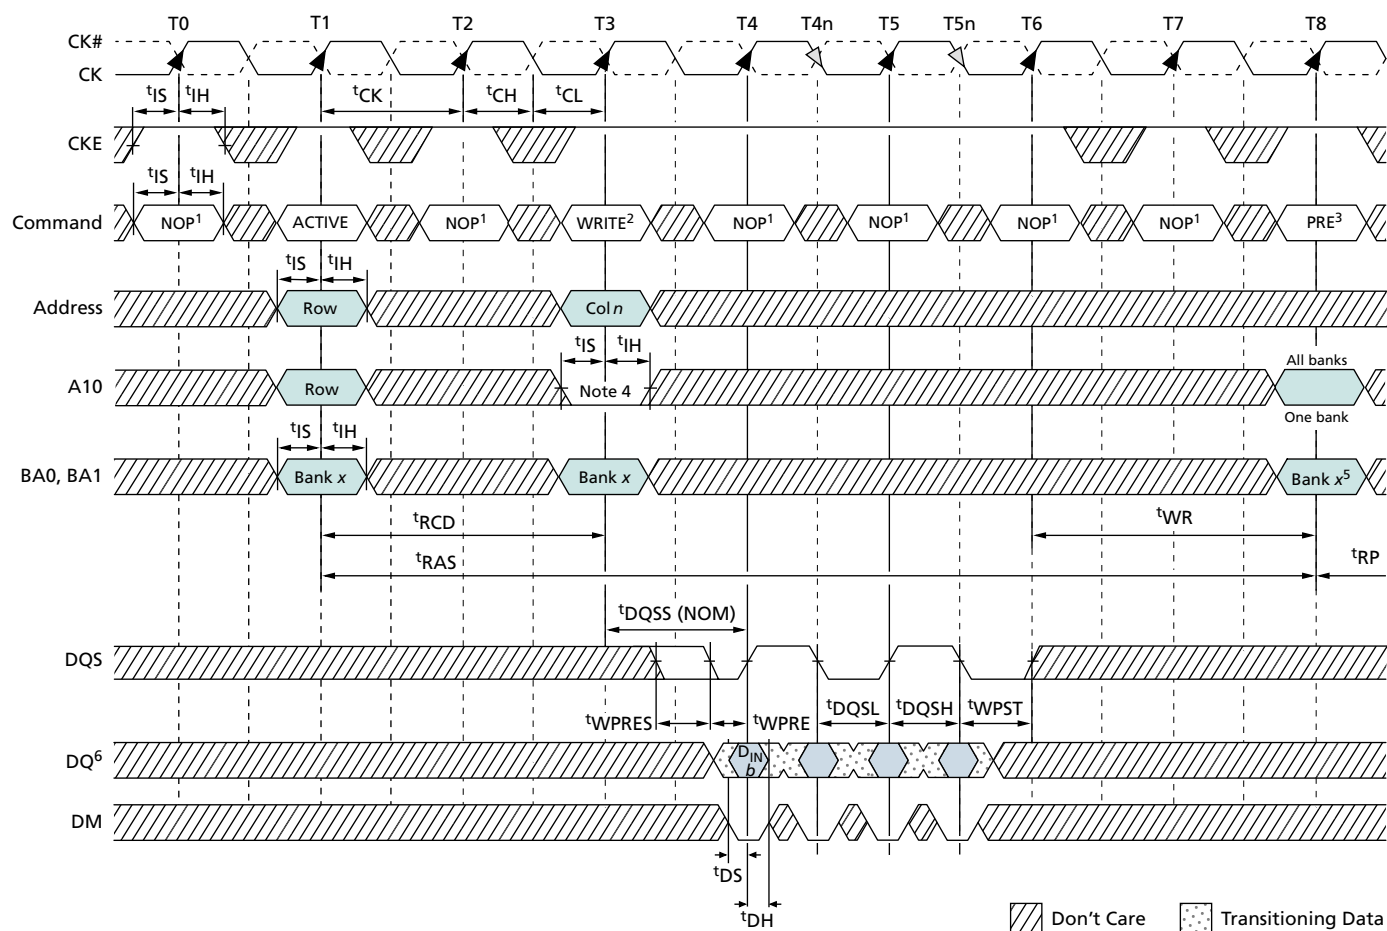 T0 T1 T2 T3 T4 T4n T5 T5n T6 T7 T8
CK#
CK
tIS tIH tCK tCH tCL
CKE
tIS tIH
Command NOP1 ACTIVE NOP1 WRITE2 NOP1 NOP1 NOP1 NOP1 PRE3
tIS tIH
Address Row Col n
tIS tIH
All banks
A10 Row Note 4
One bank
tIS tIH
BA0, BA1 Bank x Bank x Bank x5
tRCD tWR
tRAS tRP
tDQSS (NOM)
DQS
tWPRES tWPRE tDQSL tDQSH tWPST
DQ6 DIN
b
DM
tDS
tDH
Don't Care Transitioning Data